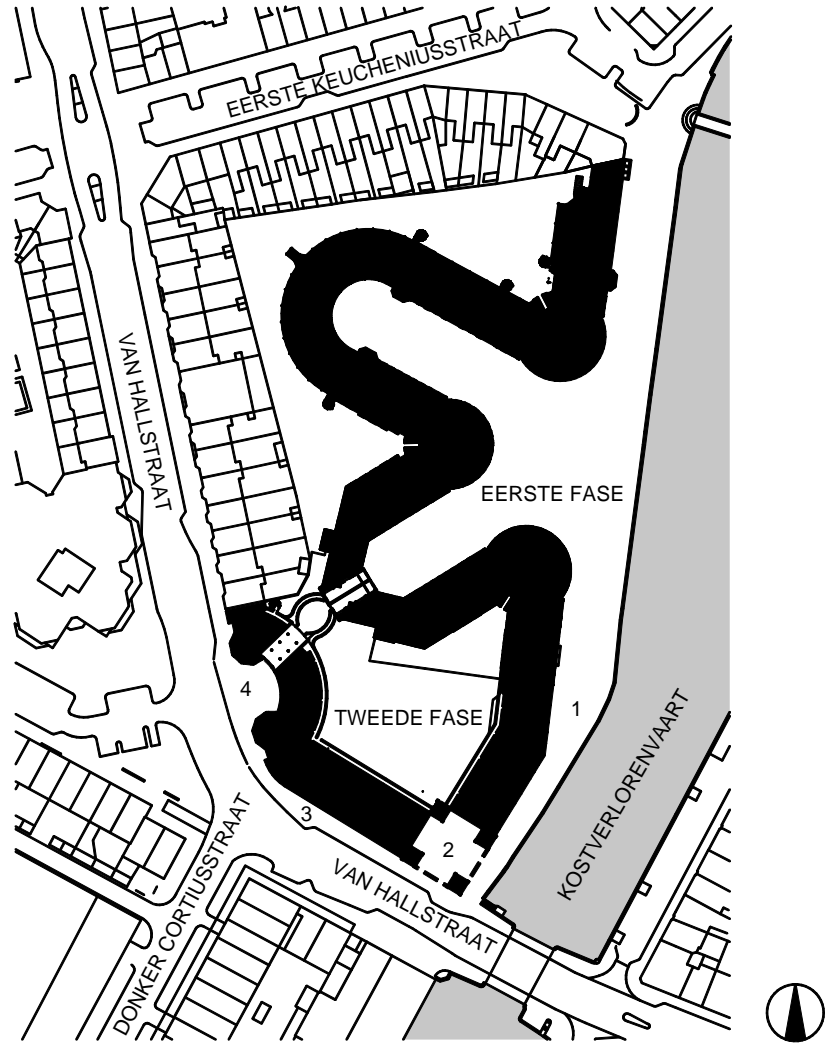 EERSTE KEUCHENIUSSTRAAT
VAN HALLSTRAAT
EERSTE FASE
4
TWEEDE FASE
1
KOSTVERLORENVAART
3
2
VAN HALLSTRAAT
DONKER CORTIUSSTRAAT